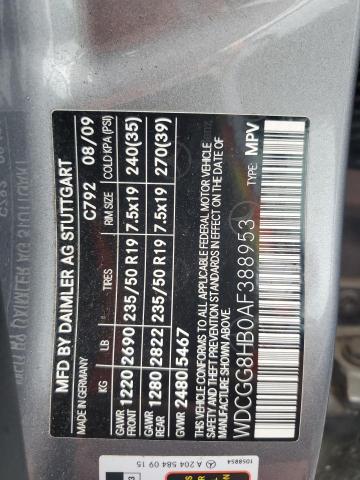 MFD BY DAIMLER AG STUTTGART
MADE IN GERMANY C792 08/09
KG LB TIRES RIM SIZE COLD KPA(PSI)
GAWR FRONT 1220 2690 235/50 R19 7.5x19 240(35)
GAWR REAR 1280 2822 235/50 R19 7.5x19 270(39)
GVWR 2480 5467
THIS VEHICLE CONFORMS TO ALL APPLICABLE FEDERAL MOTOR VEHICLE
SAFETY AND THEFT PREVENTION STANDARDS IN EFFECT ON THE DATE OF
MANUFACTURE SHOWN ABOVE.
WDCGG8HB0AF388953 TYPE: MPV
1058854
A 204 584 09 15